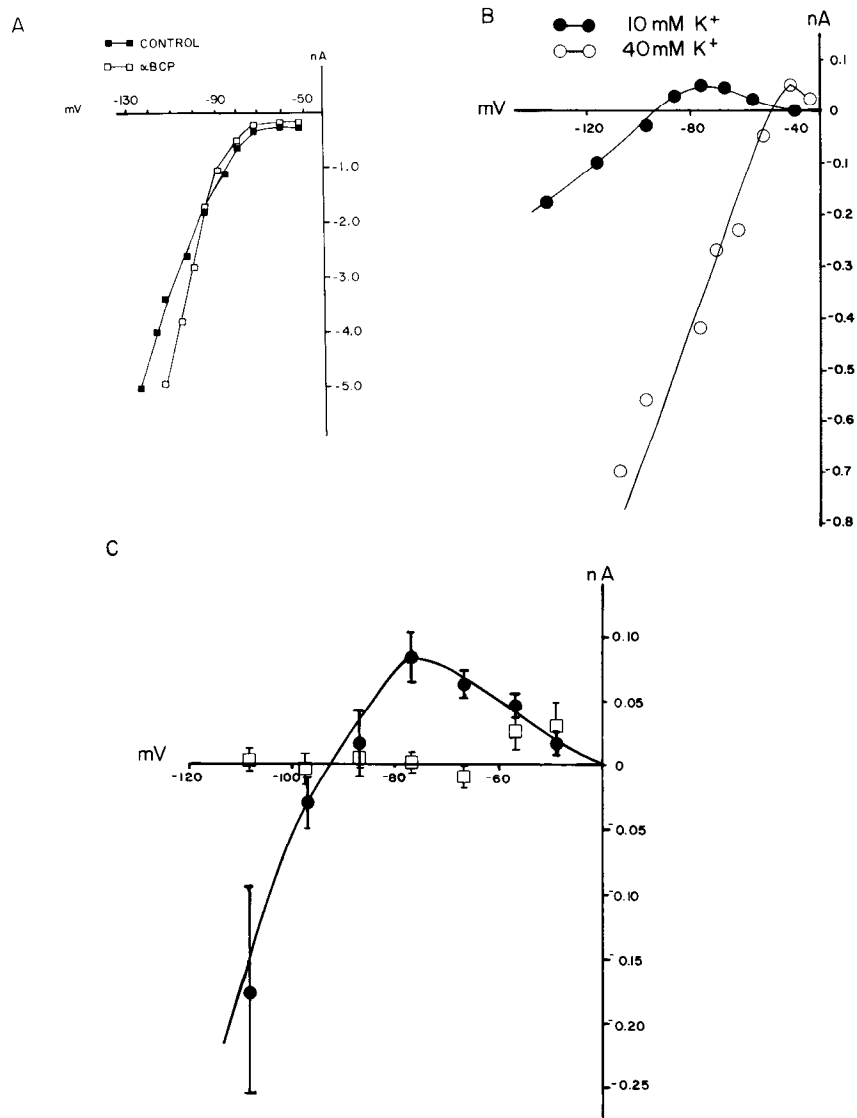 A
CONTROL
αBCP
nA
mV
-130 -90 -50
-1.0
-2.0
-3.0
-4.0
-5.0
B
10 mM K+
40 mM K+
nA
mV
-120 -80 -40
0.1
0
-0.1
-0.2
-0.3
-0.4
-0.5
-0.6
-0.7
-0.8
C
nA
mV
0.10
0.05
0
-120 -100 -80 -60
-0.05
-0.10
-0.15
-0.20
-0.25